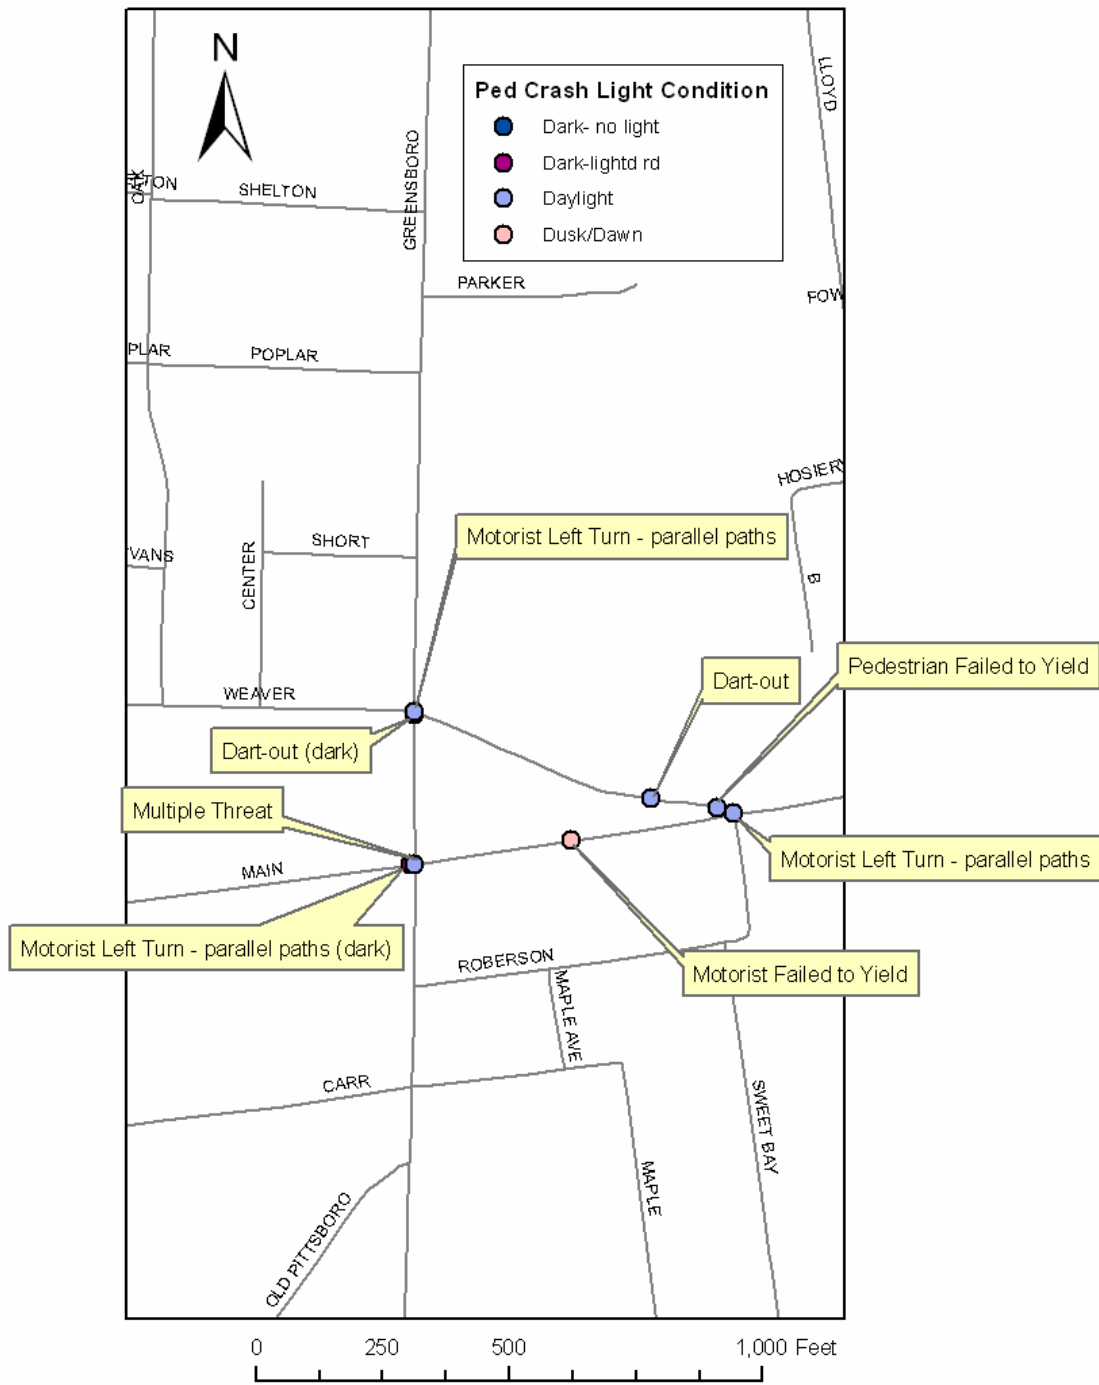 N
LLOYD
Ped Crash Light Condition
Dark- no light
Dark-lightd rd
Daylight
Dusk/Dawn
GREENSBORO
OAK
SHELTON
PARKER
FOW
PLAR
POPLAR
HOSIERY
Motorist Left Turn - parallel paths
SHORT
VANS
CENTER
B
Pedestrian Failed to Yield
Dart-out
WEAVER
Dart-out (dark)
Multiple Threat
Motorist Left Turn - parallel paths
MAIN
Motorist Left Turn - parallel paths (dark)
ROBERSON
Motorist Failed to Yield
MAPLE AVE
CARR
SWEET BAY
MAPLE
OLD PITTSBORO
0 250 500 1,000 Feet